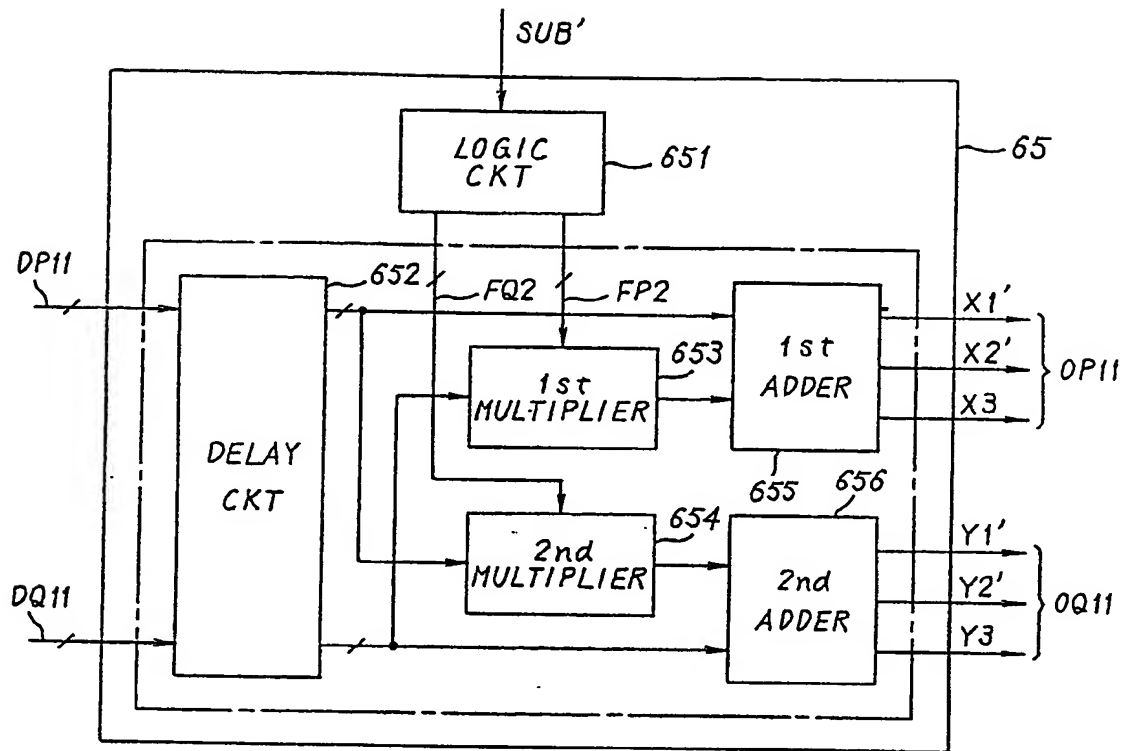 SUB'
LOGIC
CKT
651
65
DP11
652
FQ2
FP2
X1'
1st
ADDER
653
X2'
OP11
1st
MULTIPLIER
X3
DELAY
CKT
655
656
654
Y1'
2nd
MULTIPLIER
2nd
ADDER
Y2'
OQ11
DQ11
Y3